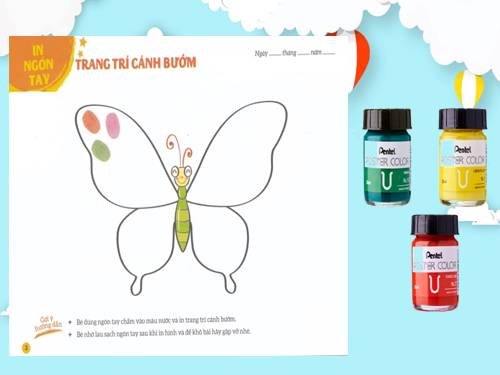 IN
NGÓN
TAY
TRANG TRÍ CÁNH BƯỚM
Ngày ...... tháng ...... năm ......
Gợi ý
hướng dẫn
Bé dùng ngón tay chấm vào màu nước và in trang trí cánh bướm.
Bé nhớ lau sạch ngón tay sau khi in hình và để khô bài hãy gấp vở nhé.
3
Pentel
POSTER COLOR
Pentel
POSTER COLOR
Pentel
POSTER COLOR